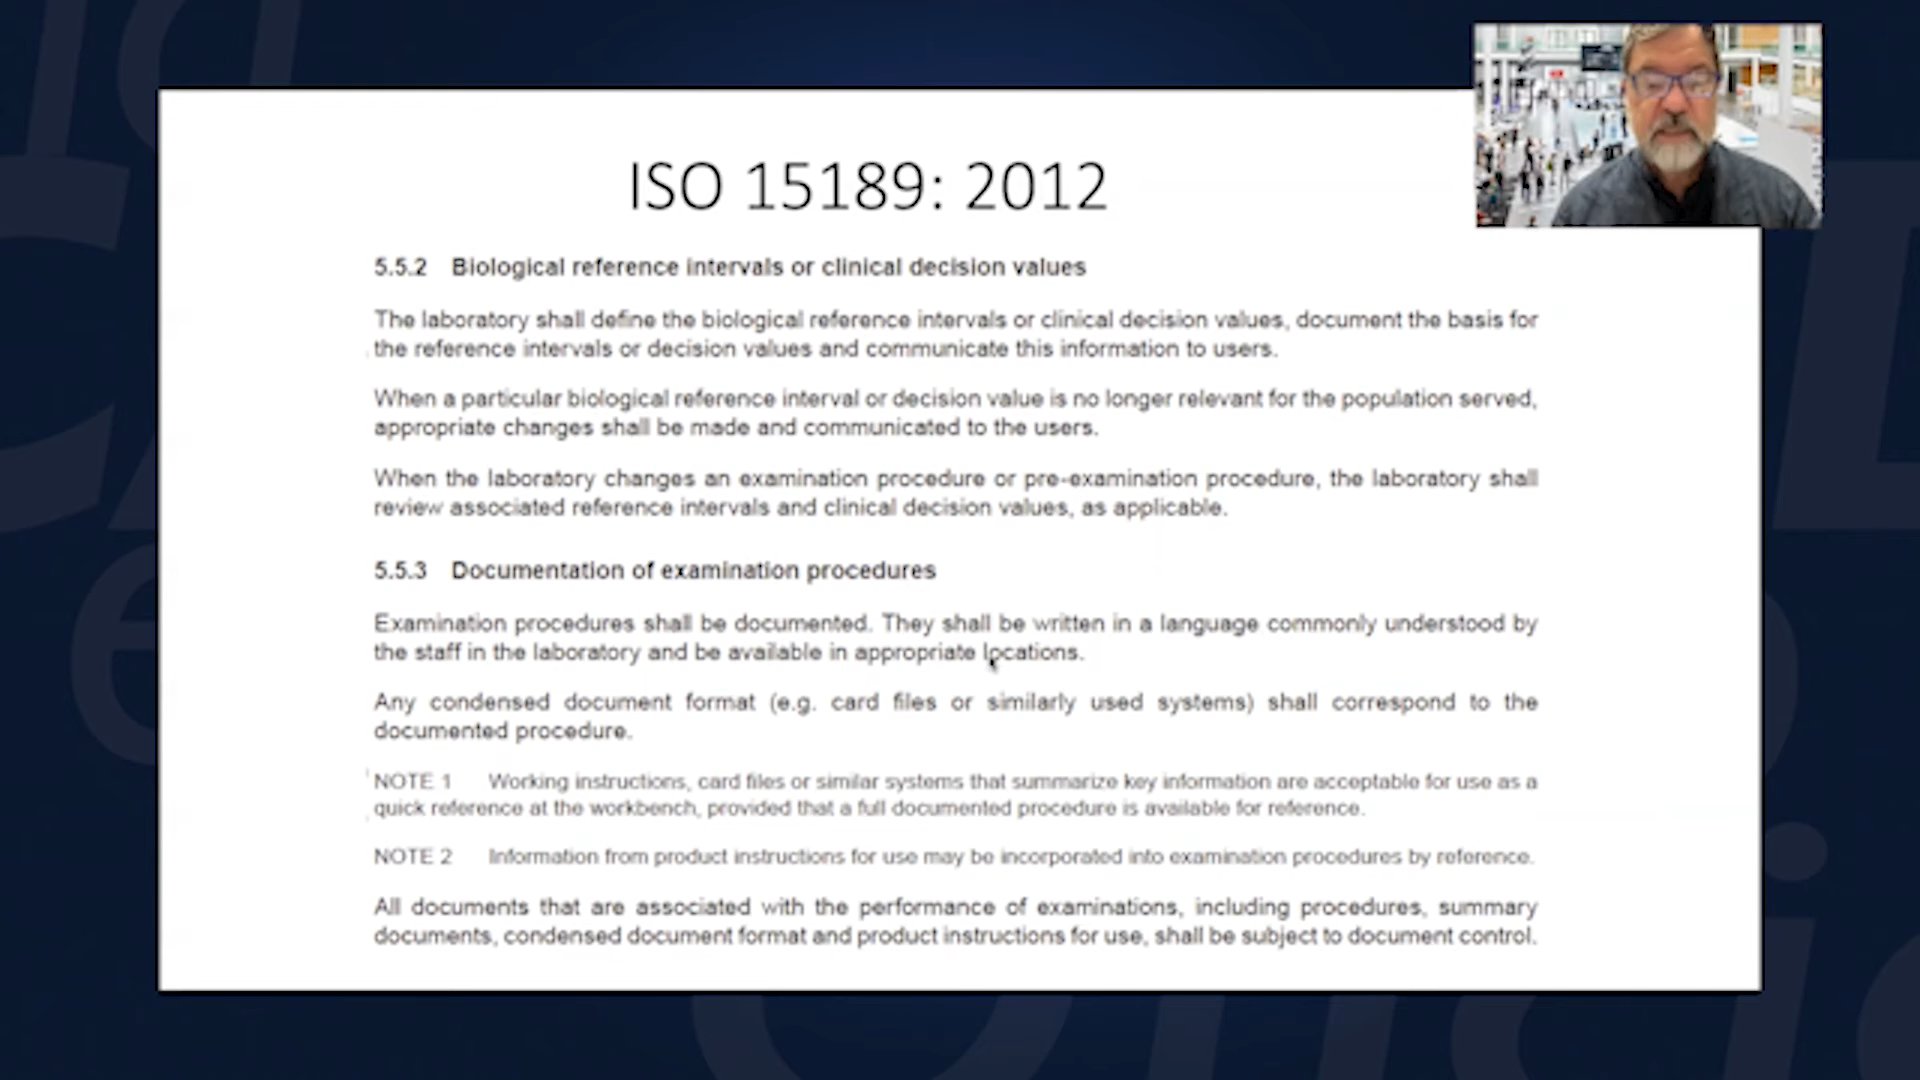 ISO 15189: 2012
5.5.2 Biological reference intervals or clinical decision values
The laboratory shall define the biological reference intervals or clinical decision values, document the basis for
the reference intervals or decision values and communicate this information to users.
When a particular biological reference interval or decision value is no longer relevant for the population served,
appropriate changes shall be made and communicated to the users.
When the laboratory changes an examination procedure or pre-examination procedure, the laboratory shall
review associated reference intervals and clinical decision values, as applicable.
5.5.3 Documentation of examination procedures
Examination procedures shall be documented. They shall be written in a language commonly understood by
the staff in the laboratory and be available in appropriate locations.
Any condensed document format (e.g. card files or similarly used systems) shall correspond to the
documented procedure.
NOTE 1 Working instructions, card files or similar systems that summarize key information are acceptable for use as a
quick reference at the workbench, provided that a full documented procedure is available for reference.
NOTE 2 Information from product instructions for use may be incorporated into examination procedures by reference.
All documents that are associated with the performance of examinations, including procedures, summary
documents, condensed document format and product instructions for use, shall be subject to document control.